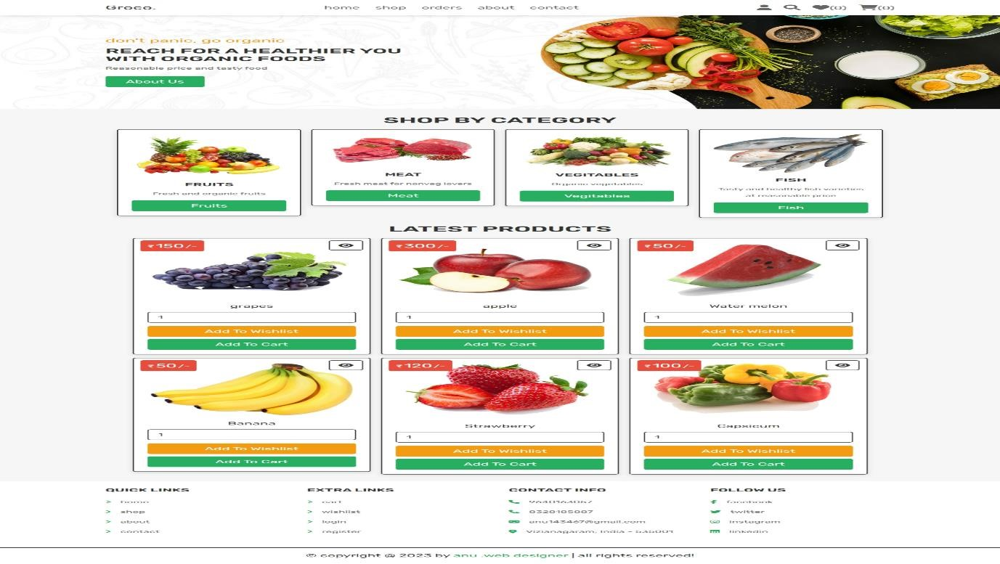 Groco.
home shop orders about contact
(0) (0)
don't panic, go organic
REACH FOR A HEALTHIER YOU
WITH ORGANIC FOODS
Reasonable price and tasty food
About Us
SHOP BY CATEGORY
FRUITS
Fresh and organic fruits
Fruits
MEAT
Fresh meat for nonveg lovers
Meat
VEGITABLES
Organic vegetables
Vegitables
FISH
Tasty and healthy fish varieties
at reasonable price
Fish
LATEST PRODUCTS
₹150/-
grapes
1
Add To Wishlist
Add To Cart
₹300/-
apple
1
Add To Wishlist
Add To Cart
₹50/-
Water melon
1
Add To Wishlist
Add To Cart
₹50/-
Banana
1
Add To Wishlist
Add To Cart
₹120/-
Strawberry
1
Add To Wishlist
Add To Cart
₹100/-
Capsicum
1
Add To Wishlist
Add To Cart
QUICK LINKS
> home
> shop
> about
> contact
EXTRA LINKS
> cart
> wishlist
> login
> register
CONTACT INFO
anu143467@gmail.com
Vizianagaram, India -
FOLLOW US
facebook
twitter
instagram
linkedin
© copyright @ 2023 by anu .web designer | all rights reserved!